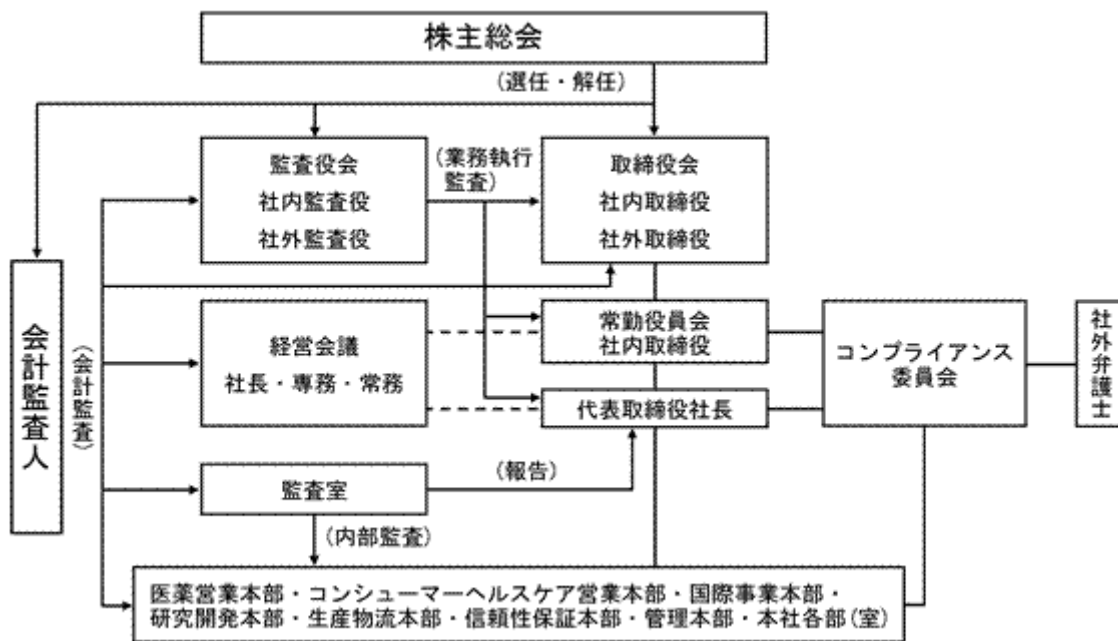 株主総会
(選任・解任)
監査役会
社内監査役
社外監査役
(業務執行
監査)
取締役会
社内取締役
社外取締役
会計監査人
(会計監査)
経営会議
社長・専務・常務
常勤役員会
社内取締役
代表取締役社長
コンプライアンス
委員会
社外弁護士
監査室
(報告)
(内部監査)
医薬営業本部・コンシューマーヘルスケア営業本部・国際事業本部・
研究開発本部・生産物流本部・信頼性保証本部・管理本部・本社各部(室)